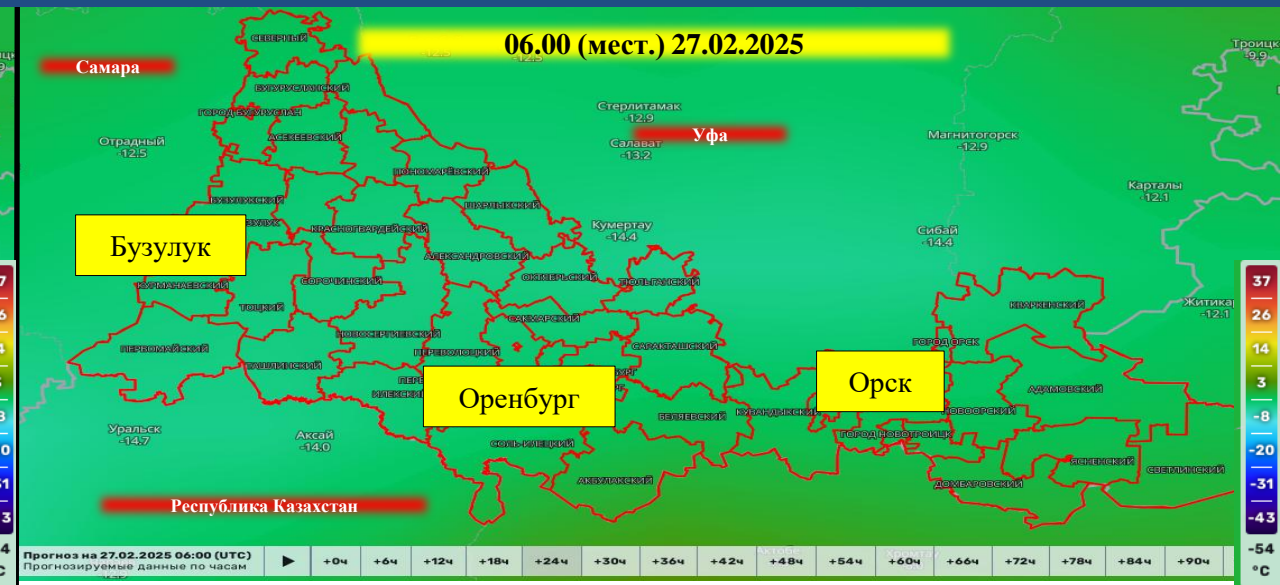 06.00 (мест.) 27.02.2025
СЕВЕРНЫЙ
Самара
-12.5
Троицк
-9.9
БУГУРУСЛАНСКИЙ
ГОРОД БУГУРУСЛАН
Стерлитамак
-12.9
Уфа
АСЕКЕЕВСКИЙ
Отрадный
-12.5
Салават
-13.2
Магнитогорск
-12.9
ПОНОМАРЁВСКИЙ
Карталы
-12.1
БУЗУЛУКСКИЙ
ШАРЛЫКСКИЙ
КРАСНОГВАРДЕЙСКИЙ
Кумертау
-14.4
Сибай
-14.4
Бузулук
АЛЕКСАНДРОВСКИЙ
ОКТЯБРЬСКИЙ
ТЮЛЬГАНСКИЙ
КУРМАНАЕВСКИЙ
СОРОЧИНСКИЙ
ТОЦКИЙ
КВАРКЕНСКИЙ
-12.1
САКМАРСКИЙ
НОВОСЕРГИЕВСКИЙ
ГОРОД ОРСК
ПЕРВОМАЙСКИЙ
ПЕРЕВОЛОЦКИЙ
САРАКТАШСКИЙ
ТАШЛИНСКИЙ
Оренбург
Орск
АДАМОВСКИЙ
БЕЛЯЕВСКИЙ
КУВАНДЫКСКИЙ
НОВООРСКИЙ
Уральск
-14.7
Аксай
-14.0
СОЛЬ-ИЛЕЦКИЙ
ГОРОД НОВОТРОИЦК
ЯСНЕНСКИЙ
СВЕТЛИНСКИЙ
АКБУЛАКСКИЙ
ДОМБАРОВСКИЙ
Республика Казахстан
37
26
14
3
-8
-20
-31
-43
-54
°C
Прогноз на 27.02.2025 06:00 (UTC)
Прогнозируемые данные по часам
+0ч +6ч +12ч +18ч +24ч +30ч +36ч +42ч +48ч +54ч +60ч +66ч +72ч +78ч +84ч +90ч